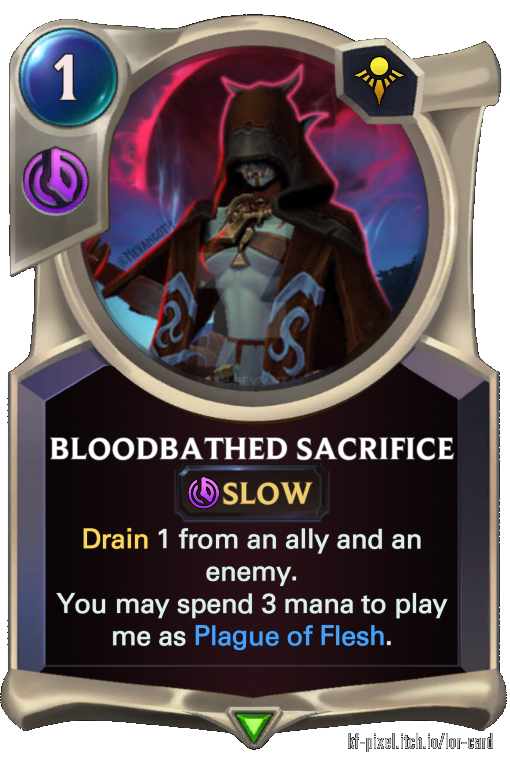 1
BLOODBATHED SACRIFICE
SLOW
Drain 1 from an ally and an
enemy.
You may spend 3 mana to play
me as Plague of Flesh.
kf-pixel.itch.io/lor-card